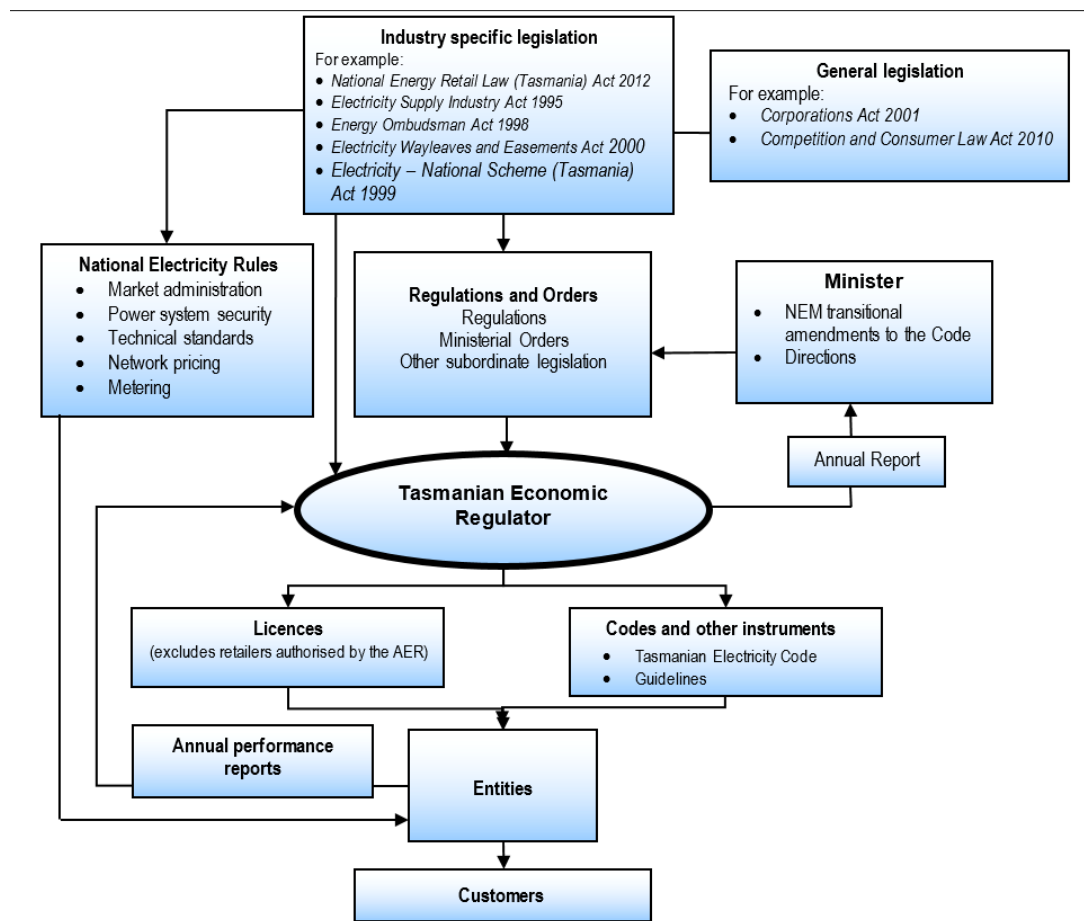 Industry specific legislation
For example:
• National Energy Retail Law (Tasmania) Act 2012
• Electricity Supply Industry Act 1995
• Energy Ombudsman Act 1998
• Electricity Wayleaves and Easements Act 2000
• Electricity – National Scheme (Tasmania)
Act 1999
General legislation
For example:
• Corporations Act 2001
• Competition and Consumer Law Act 2010
National Electricity Rules
• Market administration
• Power system security
• Technical standards
• Network pricing
• Metering
Regulations and Orders
Regulations
Ministerial Orders
Other subordinate legislation
Minister
• NEM transitional
amendments to the Code
• Directions
Annual Report
Tasmanian Economic
Regulator
Licences
(excludes retailers authorised by the AER)
Codes and other instruments
• Tasmanian Electricity Code
• Guidelines
Annual performance
reports
Entities
Customers